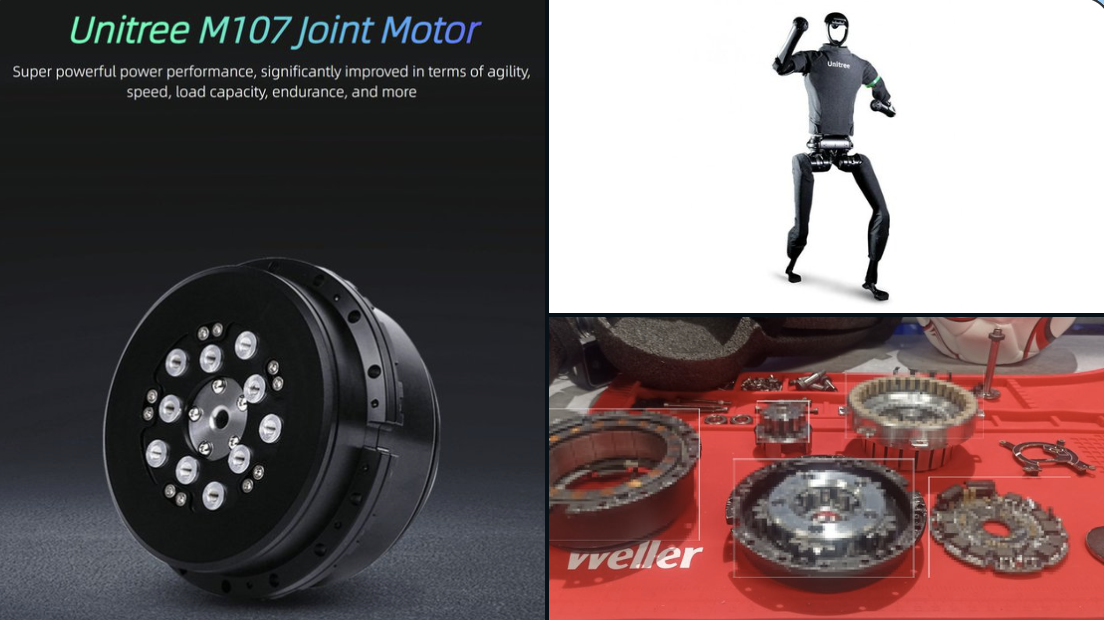 Unitree M107 Joint Motor
Super powerful power performance, significantly improved in terms of agility,
speed, load capacity, endurance, and more
Unitree
Weller